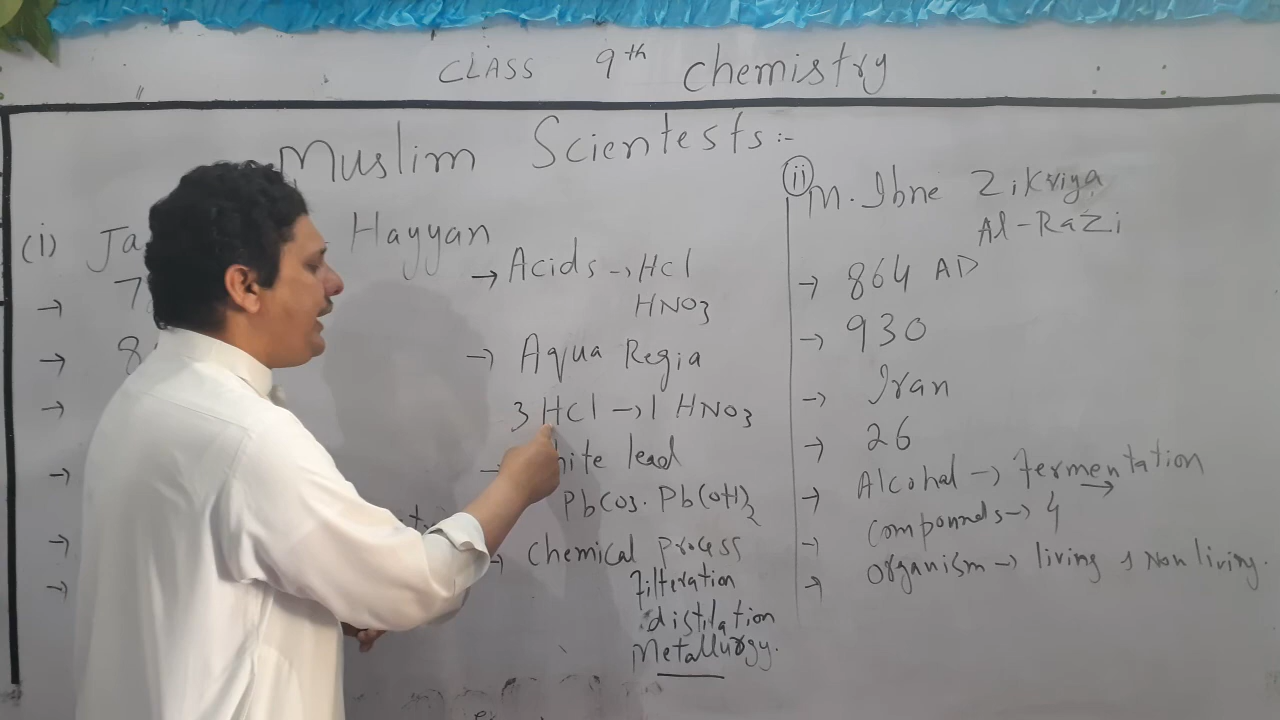 CLASS 9th chemistry
Muslim Scientests:-
(i) Ja Hayyan
→ 7
→ 8
→
→
→
→
→ Acids → HCl
HNO3
→ Aqua Regia
3 HCl → 1 HNO3
→ hite lead
PbCO3. Pb(OH)2
→ Chemical Process
Filteration
distilation
Metallurgy.
(ii) M. Ibne Zikriya
Al-Razi
→ 864 AD
→ 930
→ Iran
→ 26
→ Alcohal → fermentation
→ Compounds → 4
→ organism → living , Non living.